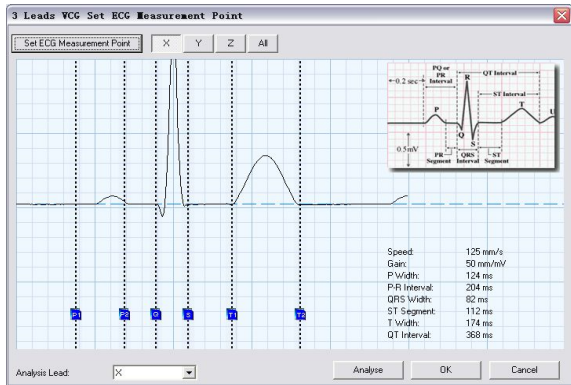 3 Leads VCG Set ECG Measurement Point
Set ECG Measurement Point X Y Z All
PQ or
PR
Interval
QT Interval
0.2 sec
R
ST Interval
P
T
U
Q
S
0.5 mV
PR
Segment
QRS
Interval
ST
Segment
Speed: 125 mm/s
Gain: 50 mm/mV
P Width: 124 ms
P-R Interval: 204 ms
QRS Width: 82 ms
ST Segment: 112 ms
T Width: 174 ms
QT Interval: 368 ms
P1 P2 Q S T1 T2
Analysis Lead: X Analyse OK Cancel